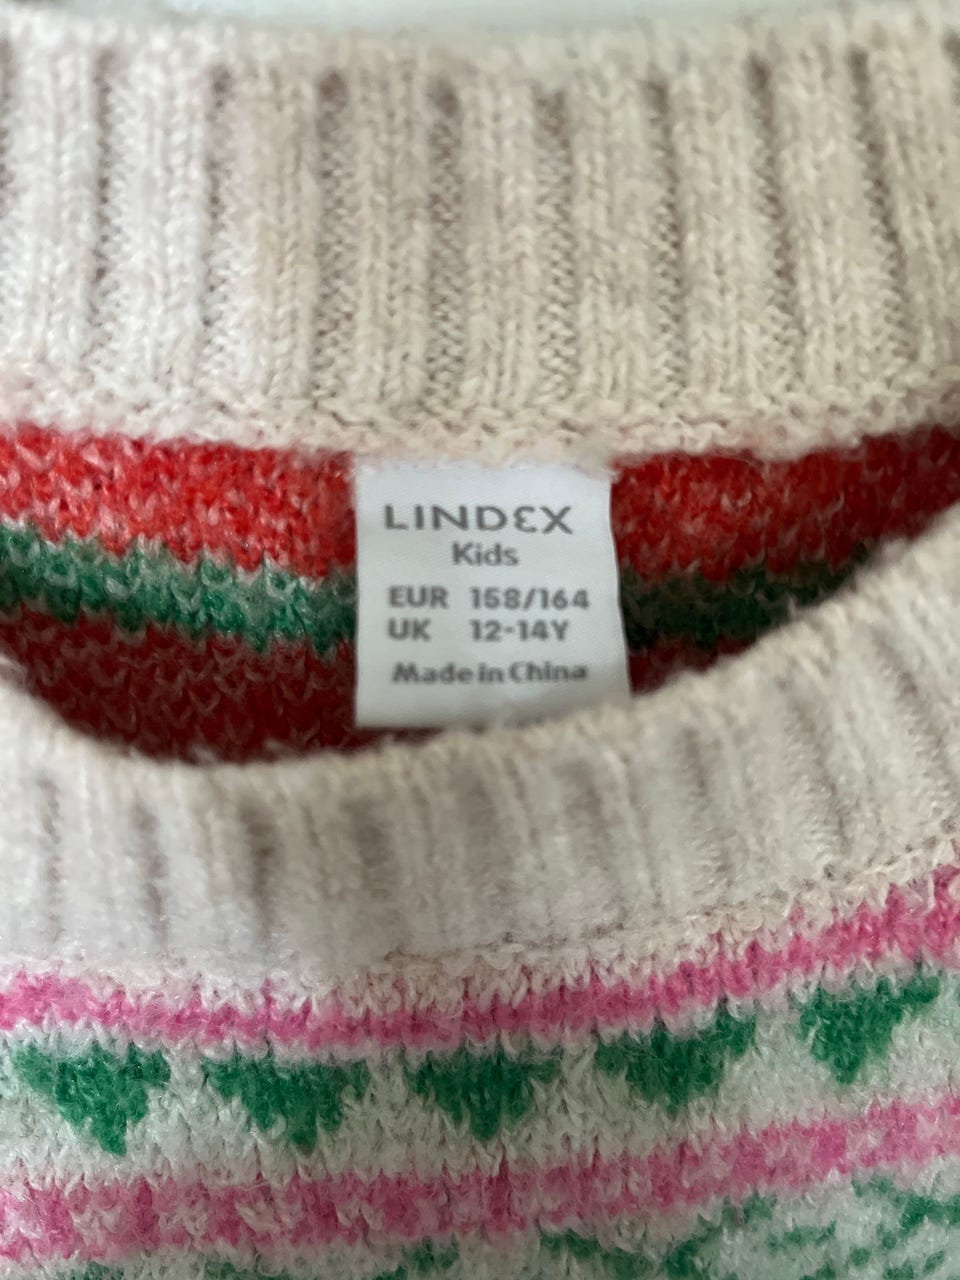 LINDEX
Kids
EUR 158/164
UK 12-14Y
Made in China